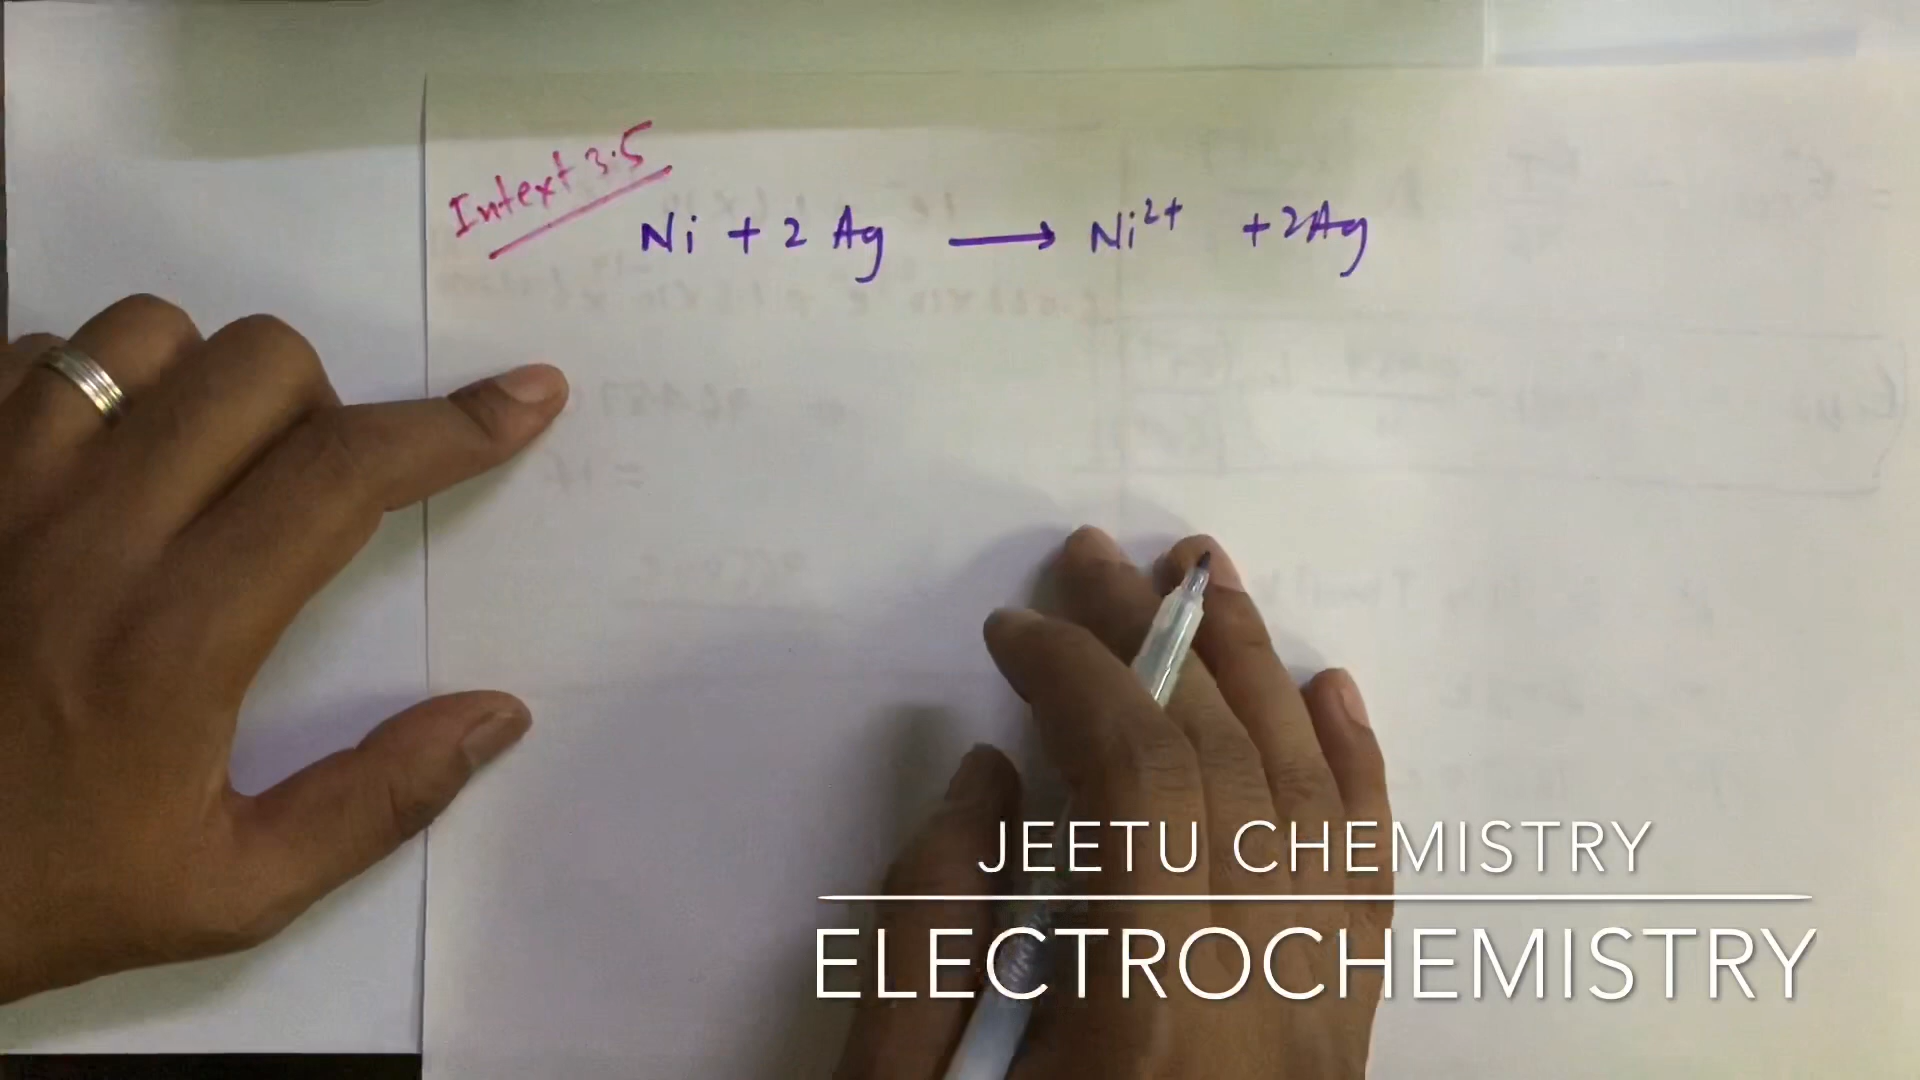 Intext 3.5
Ni + 2 Ag ⟶ Ni²⁺ + 2Ag
JEETU CHEMISTRY
ELECTROCHEMISTRY